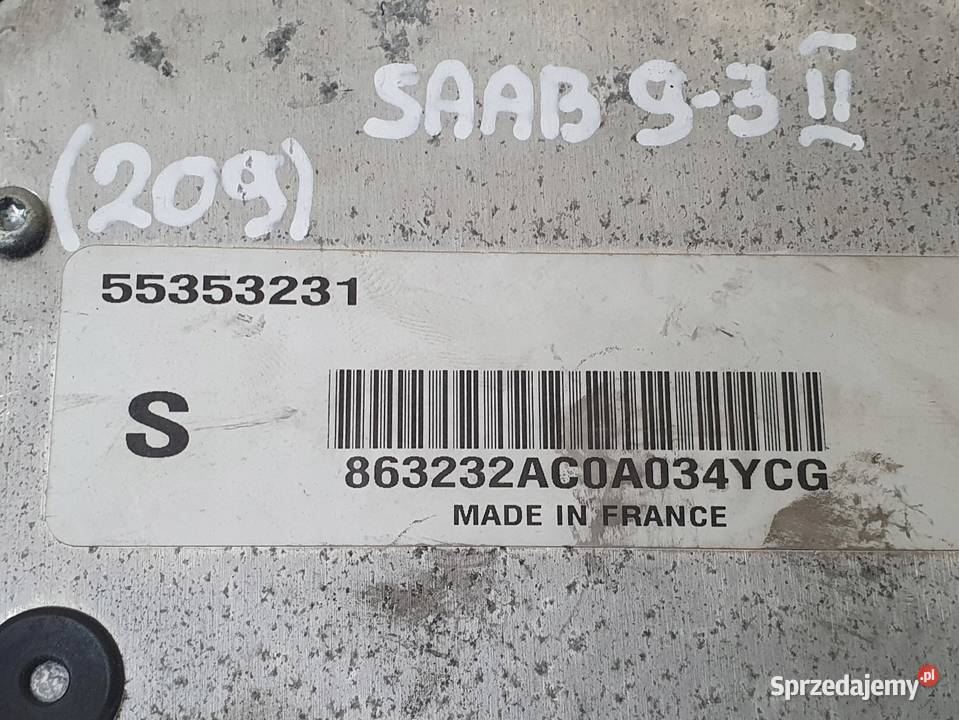 SAAB 9-3 II
(209)
55353231
S
863232AC0A034YCG
MADE IN FRANCE
Sprzedajemy.pl